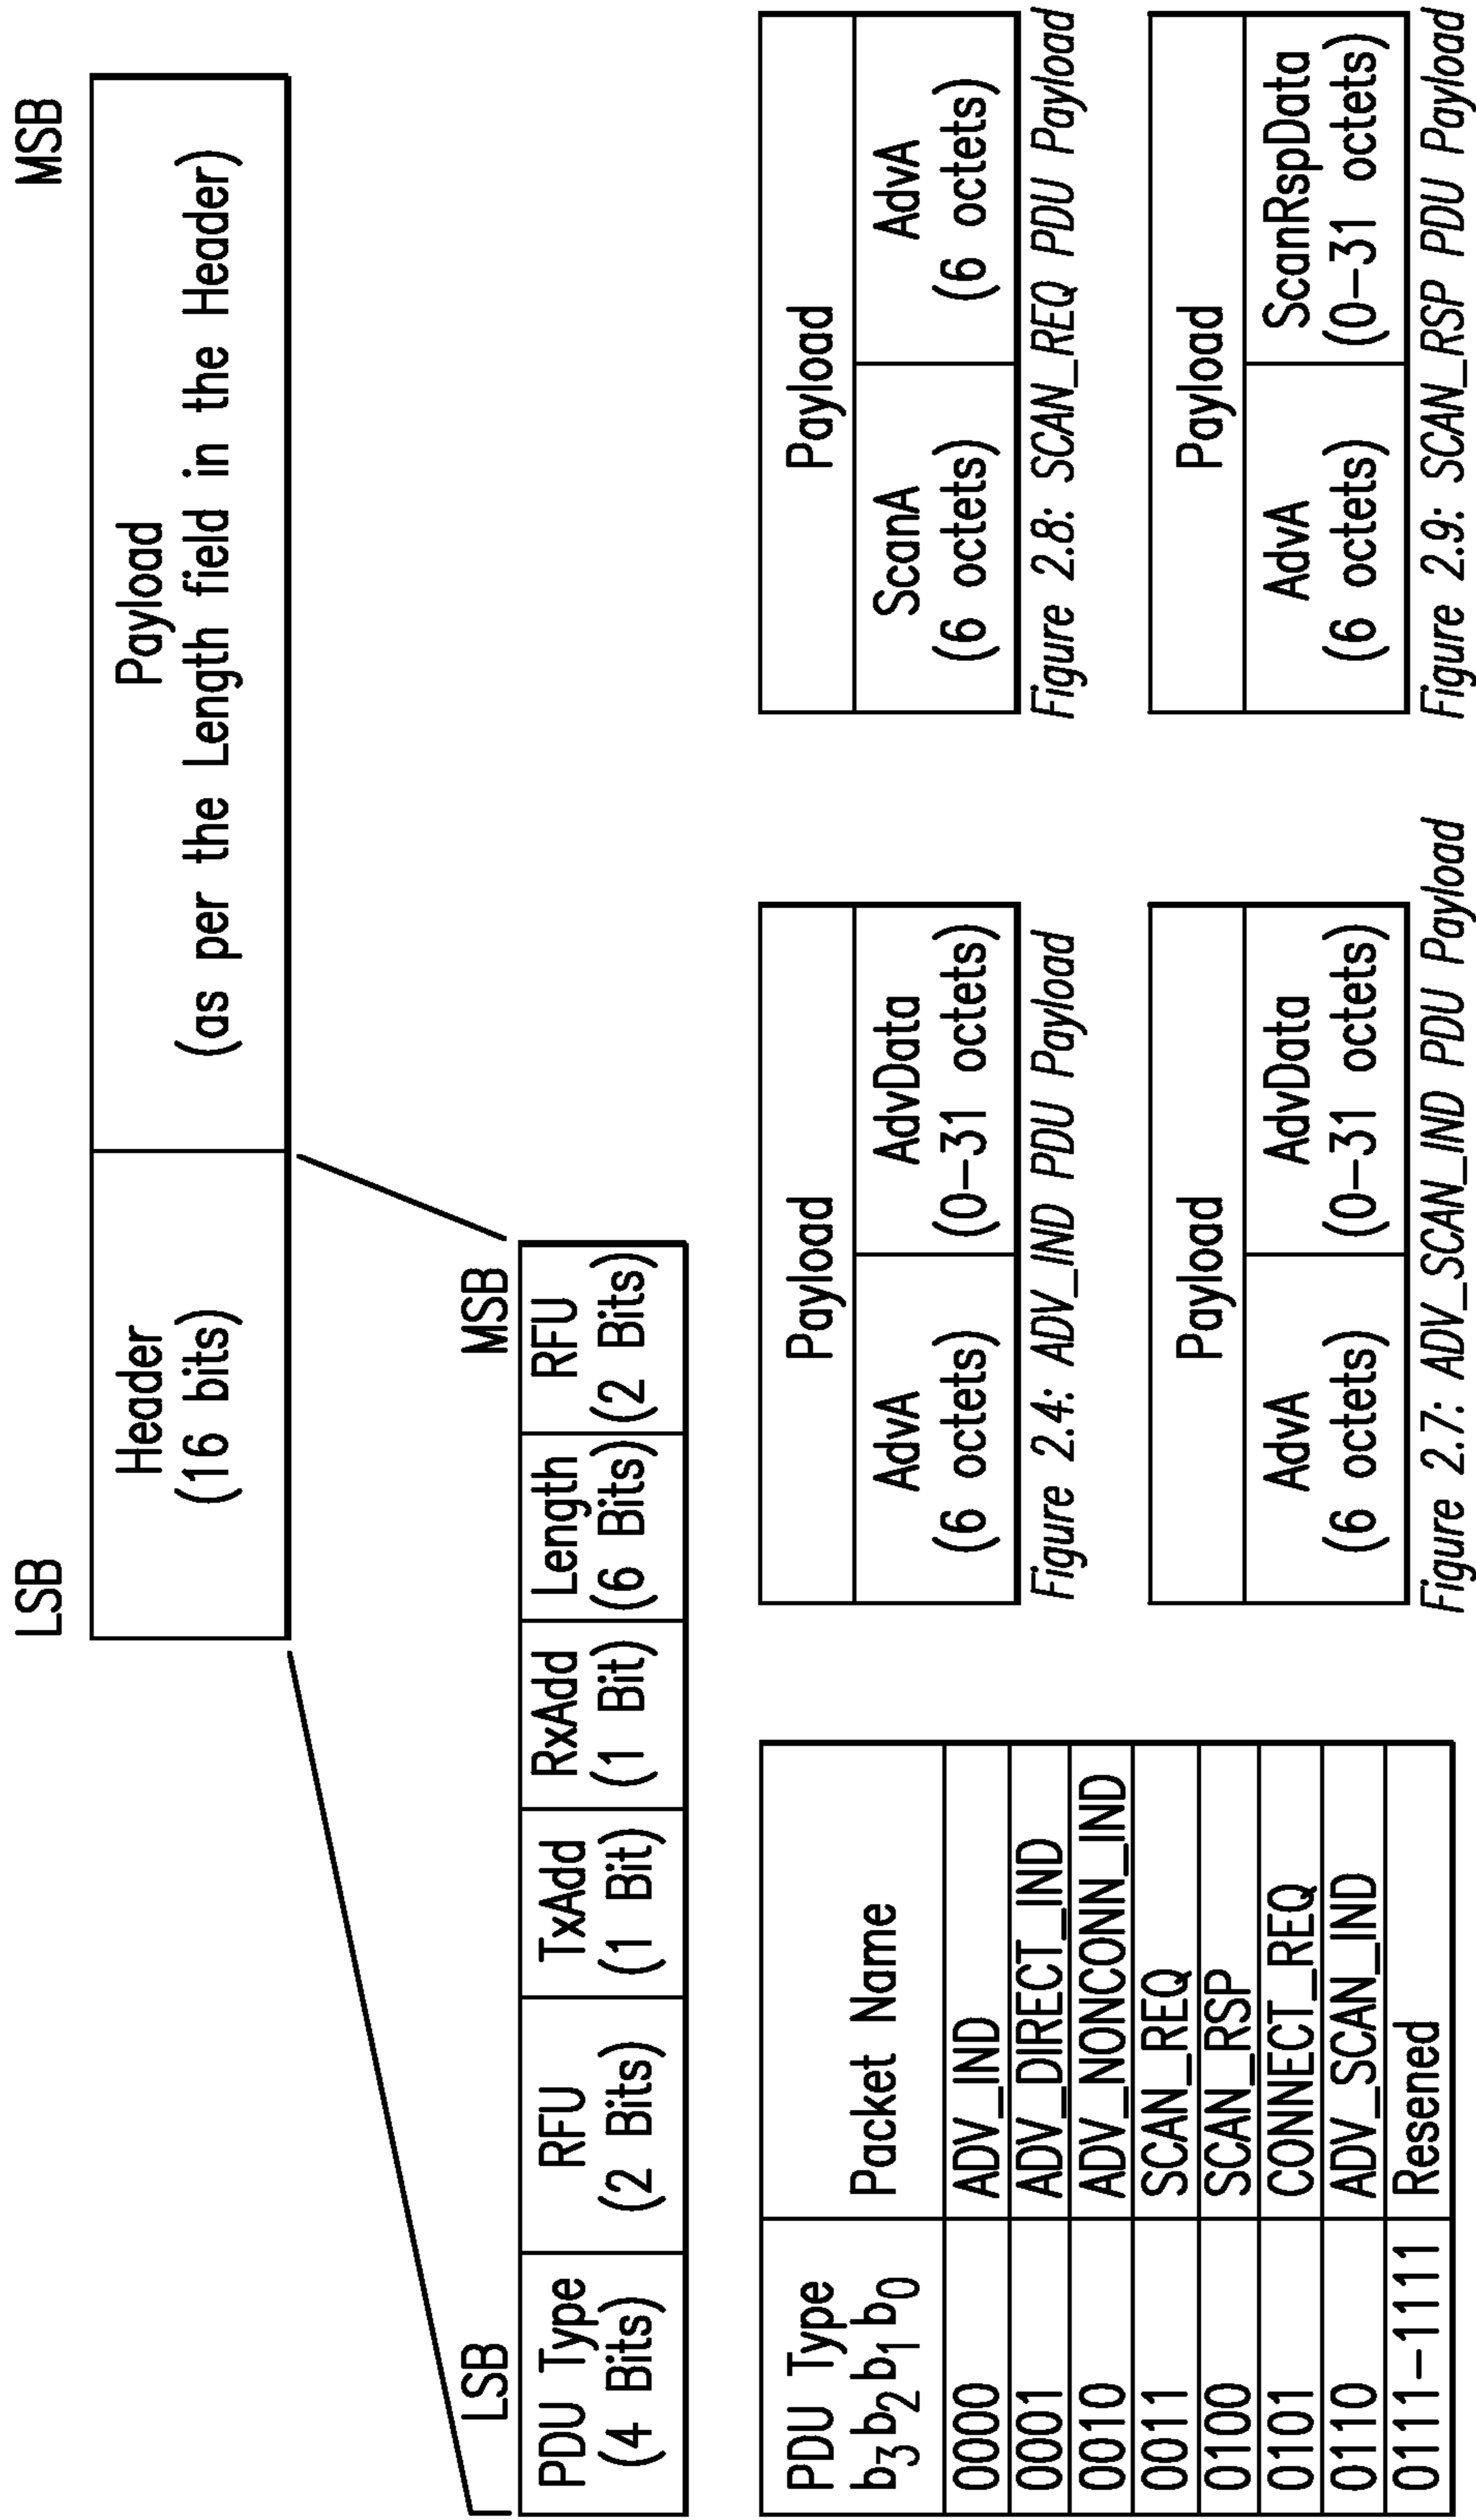 LSB MSB
Header Payload
(16 bits) (as per the Length field in the Header)
LSB MSB
PDU Type RFU TxAdd RxAdd Length RFU
(4 Bits) (2 Bits) (1 Bit) (1 Bit) (6 Bits) (2 Bits)
PDU Type
b3b2b1b0 Packet Name
0000 ADV_IND
0001 ADV_DIRECT_IND
0010 ADV_NONCONN_IND
0011 SCAN_REQ
0100 SCAN_RSP
0101 CONNECT_REQ
0110 ADV_SCAN_IND
0111-1111 Resened
Payload
AdvA AdvData
(6 octets) (0-31 octets)
Figure 2.4: ADV_IND PDU Payload
Payload
AdvA AdvData
(6 octets) (0-31 octets)
Figure 2.7: ADV_SCAN_IND PDU Payload
Payload
ScanA AdvA
(6 octets) (6 octets)
Figure 2.8: SCAN_REQ PDU Payload
Payload
AdvA ScanRspData
(6 octets) (0-31 octets)
Figure 2.9: SCAN_RSP PDU Payload